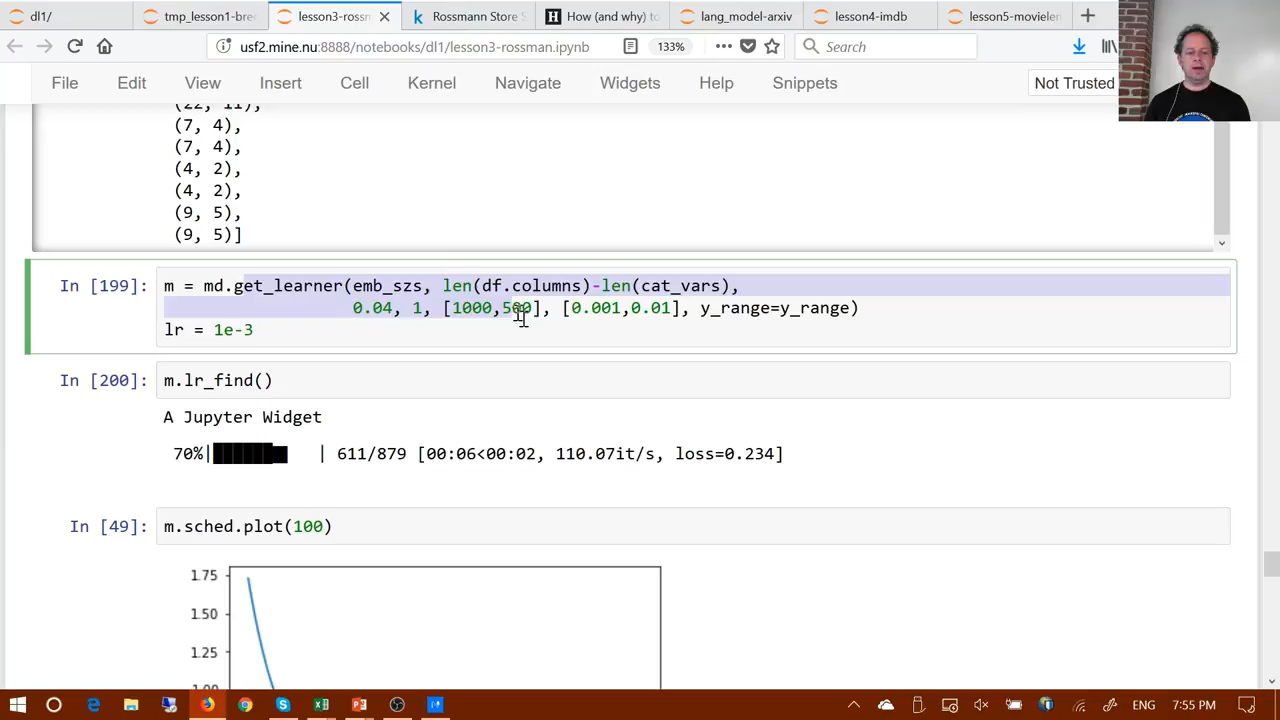 dl1/
tmp_lesson1-bre
lesson3-rossm
Rossmann Store S
How (and why) to
lang_model-arxiv
lesson4-imdb
lesson5-movielen
usf2.mine.nu:8888/notebooks/dl1/lesson3-rossman.ipynb
133%
Search
File Edit View Insert Cell Kernel Navigate Widgets Help Snippets
Not Trusted
(22, 11),
(7, 4),
(7, 4),
(4, 2),
(4, 2),
(9, 5),
(9, 5)]
In [199]: m = md.get_learner(emb_szs, len(df.columns)-len(cat_vars),
0.04, 1, [1000,500], [0.001,0.01], y_range=y_range)
lr = 1e-3
In [200]: m.lr_find()
A Jupyter Widget
70%| | 611/879 [00:06<00:02, 110.07it/s, loss=0.234]
In [49]: m.sched.plot(100)
1.75
1.50
1.25
1.00
ENG 7:55 PM